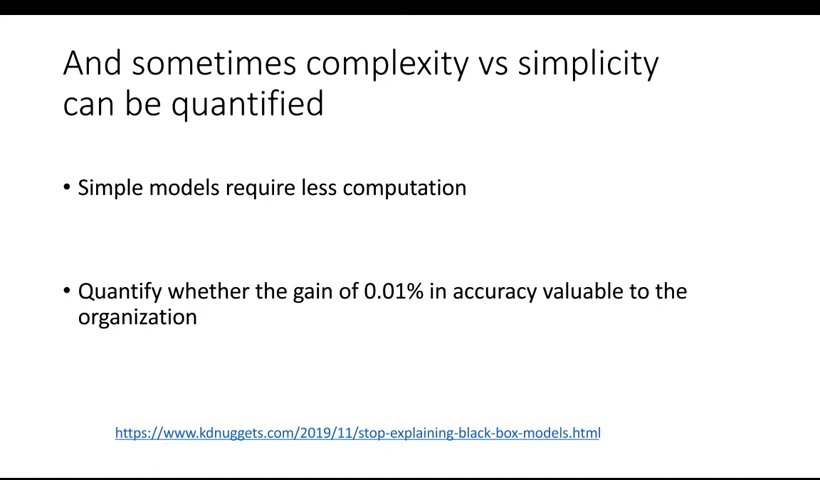 And sometimes complexity vs simplicity
can be quantified
• Simple models require less computation
• Quantify whether the gain of 0.01% in accuracy valuable to the
organization
https://www.kdnuggets.com/2019/11/stop-explaining-black-box-models.html